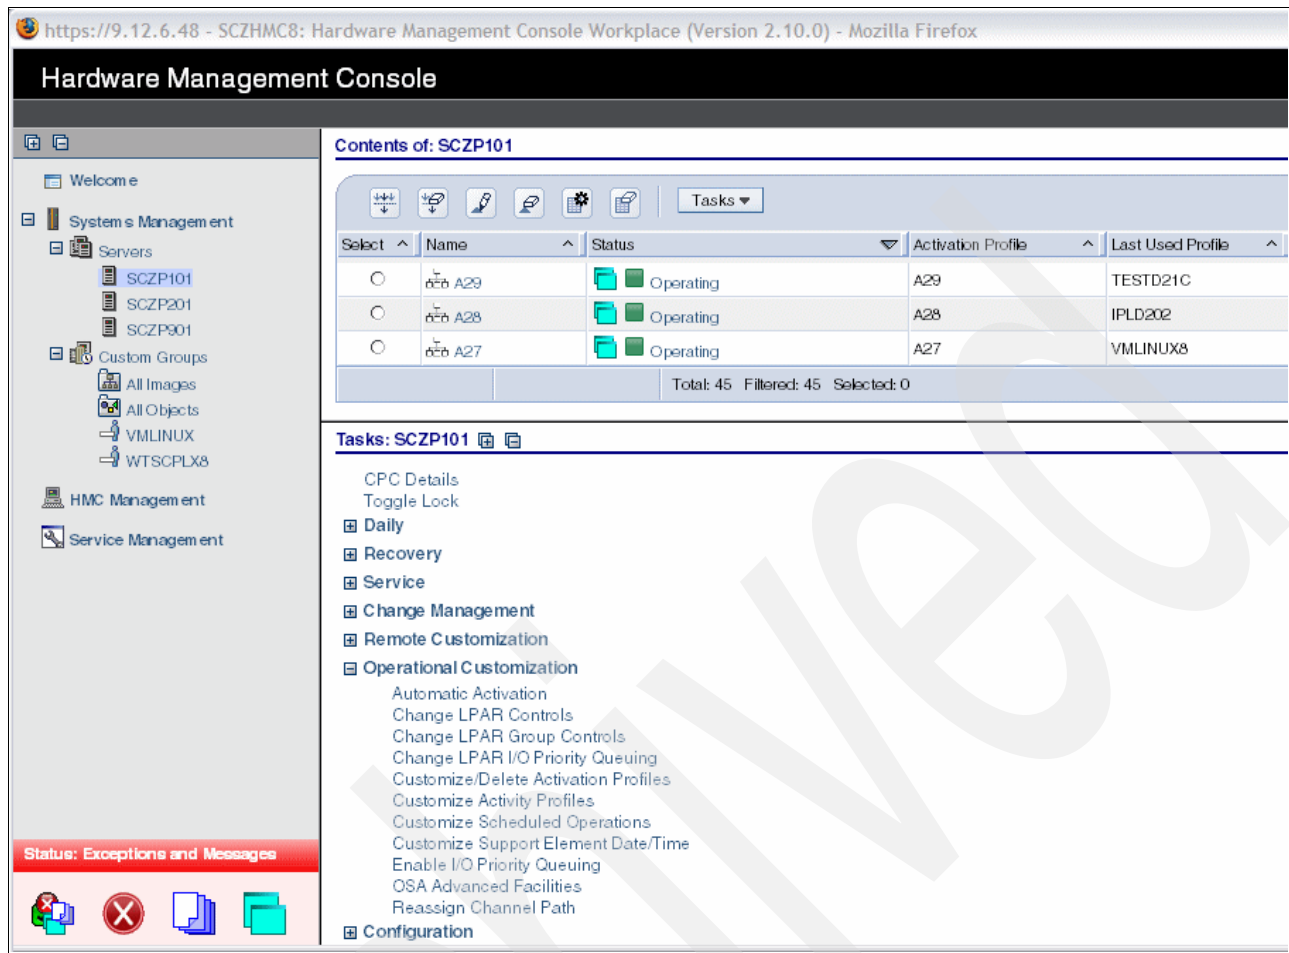 https://9.12.6.48 - SCZHMC8: Hardware Management Console Workplace (Version 2.10.0) - Mozilla Firefox
Hardware Management Console
Contents of: SCZP101
Welcome
Systems Management
Servers
SCZP101
SCZP201
SCZP901
Custom Groups
All Images
All Objects
VMLINUX
WTSCPLX8
HMC Management
Service Management
Status: Exceptions and Messages
Tasks
Select Name Status Activation Profile Last Used Profile
A29 Operating A29 TESTD21C
A28 Operating A28 IPLD202
A27 Operating A27 VMLINUX8
Total: 45 Filtered: 45 Selected: 0
Tasks: SCZP101
CPC Details
Toggle Lock
Daily
Recovery
Service
Change Management
Remote Customization
Operational Customization
Automatic Activation
Change LPAR Controls
Change LPAR Group Controls
Change LPAR I/O Priority Queuing
Customize/Delete Activation Profiles
Customize Activity Profiles
Customize Scheduled Operations
Customize Support Element Date/Time
Enable I/O Priority Queuing
OSA Advanced Facilities
Reassign Channel Path
Configuration